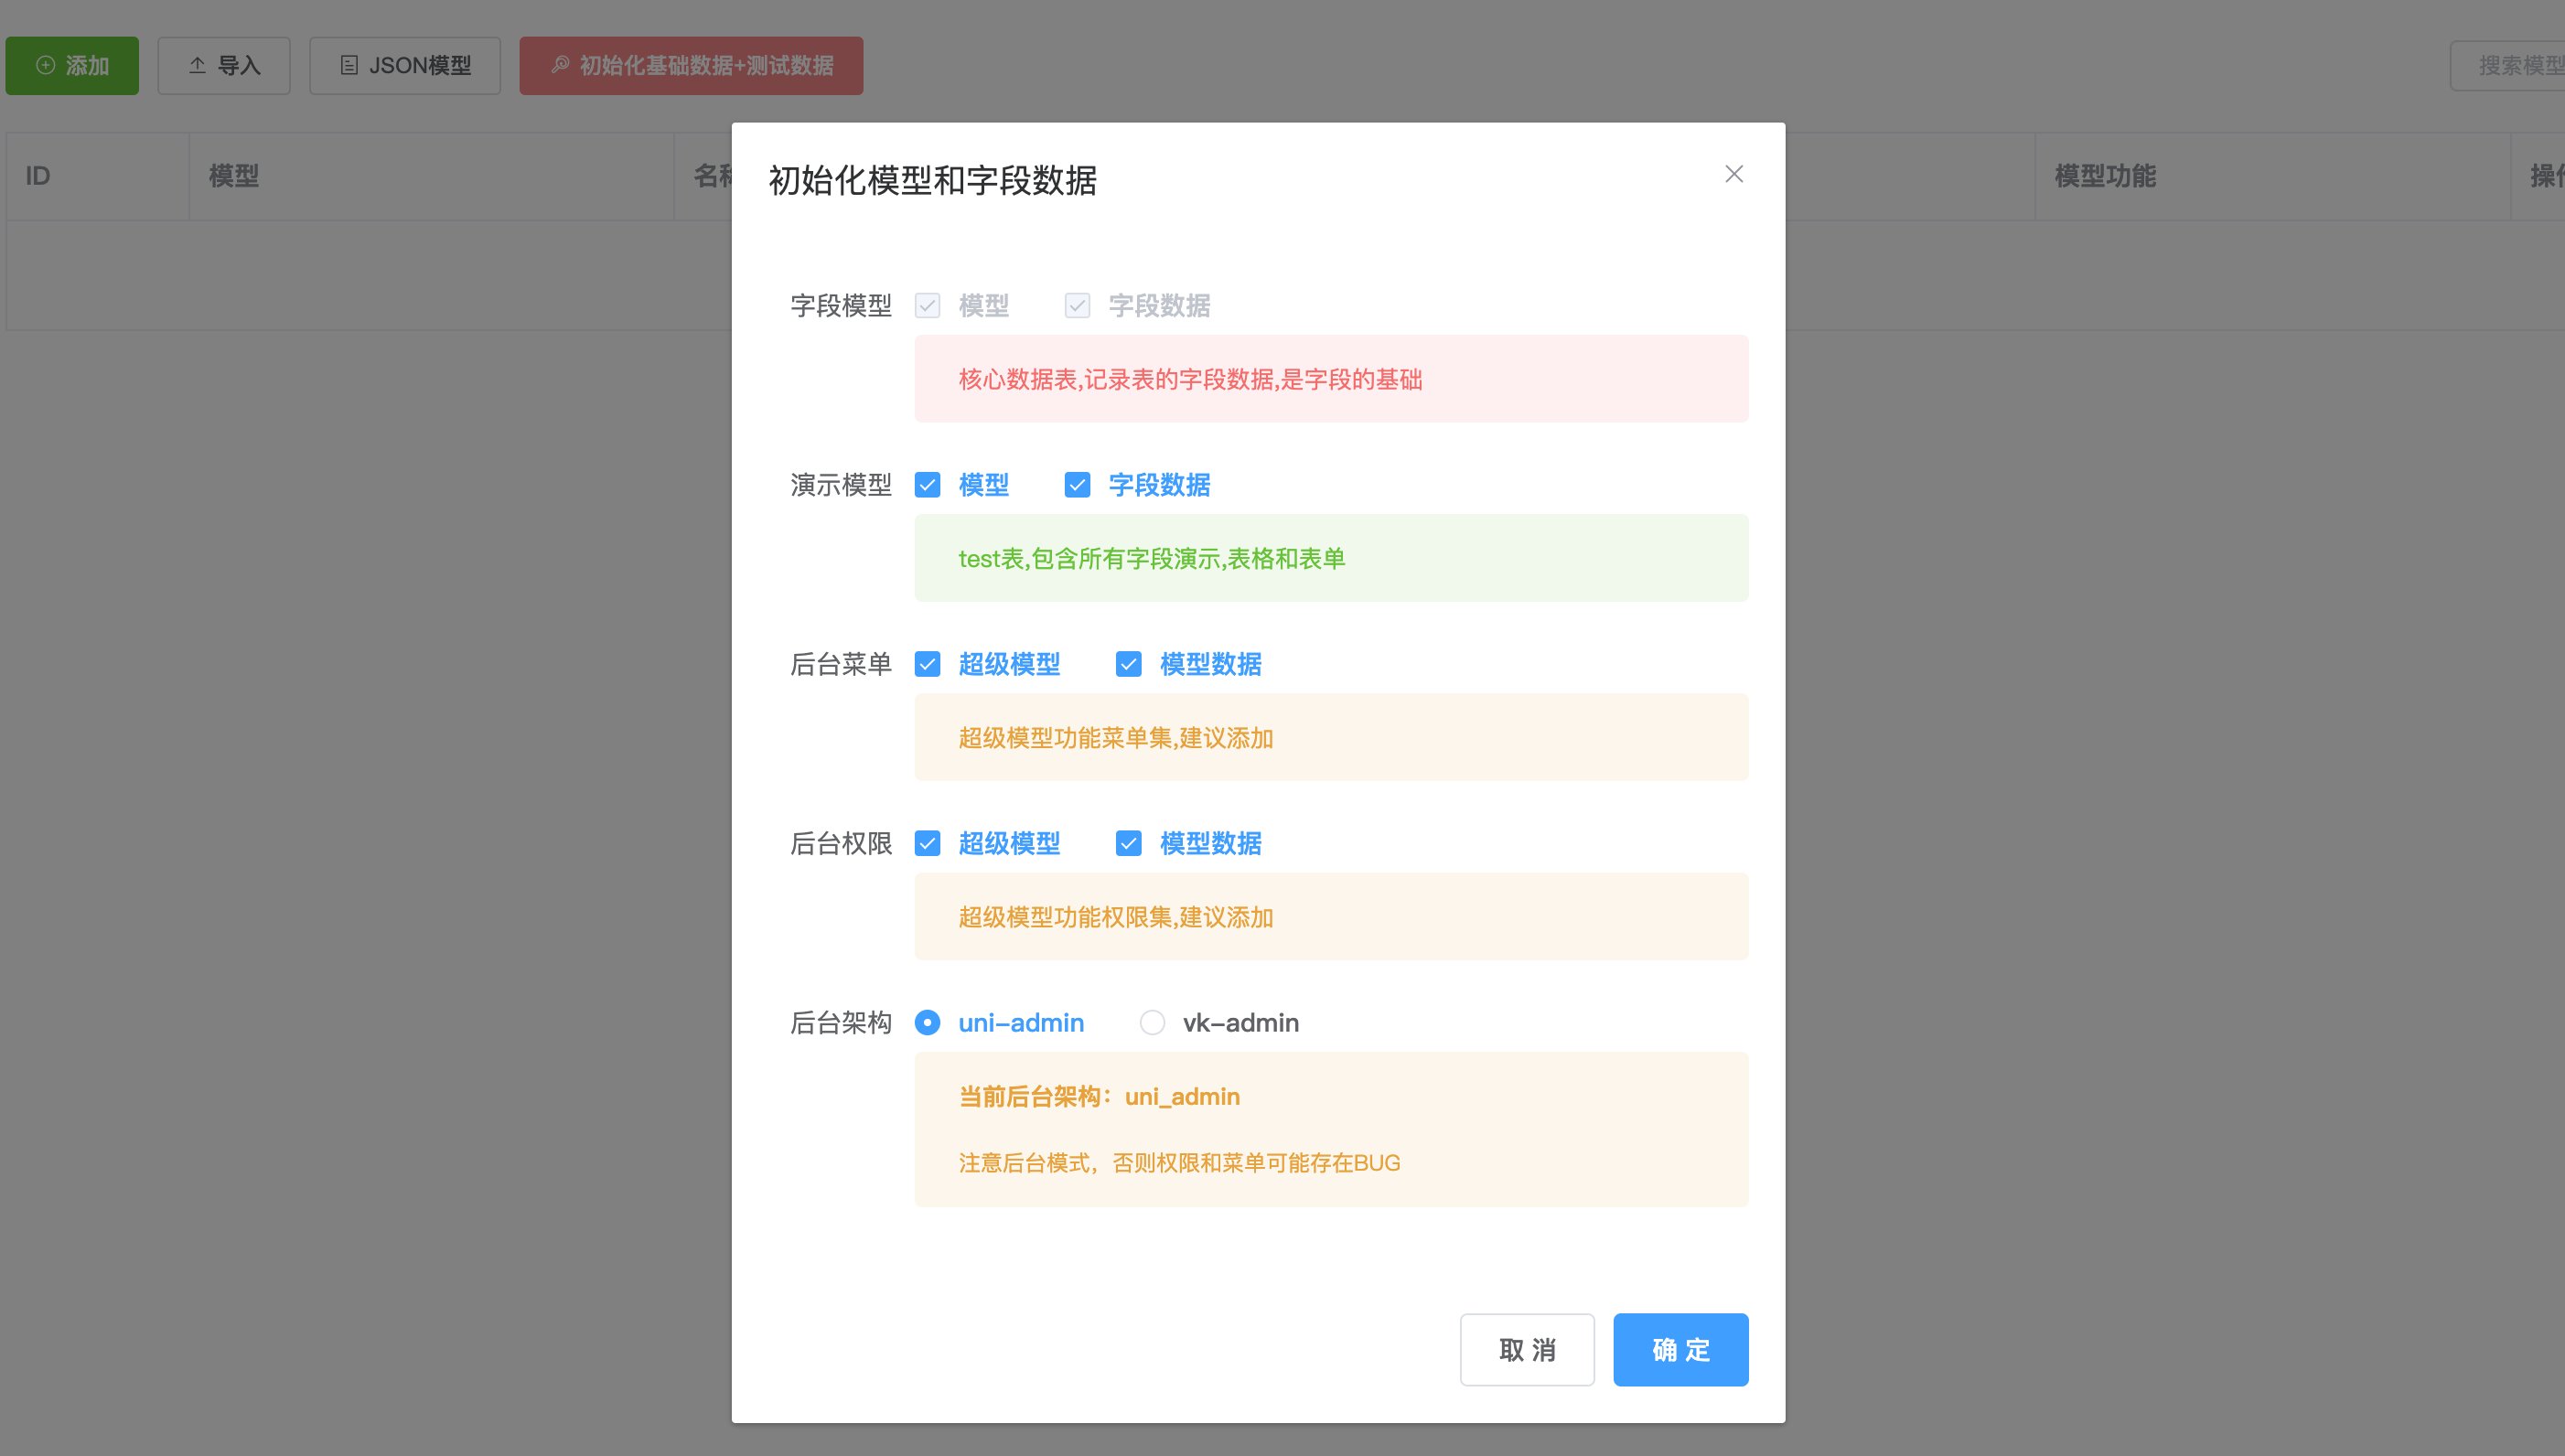 添加 导入 JSON模型 初始化基础数据+测试数据 搜索模型
初始化模型和字段数据
ID 模型 模型功能
字段模型 模型 字段数据
核心数据表,记录表的字段数据,是字段的基础
演示模型 模型 字段数据
test表,包含所有字段演示,表格和表单
后台菜单 超级模型 模型数据
超级模型功能菜单集,建议添加
后台权限 超级模型 模型数据
超级模型功能权限集,建议添加
后台架构 uni-admin vk-admin
当前后台架构：uni_admin
注意后台模式，否则权限和菜单可能存在BUG
取 消 确 定